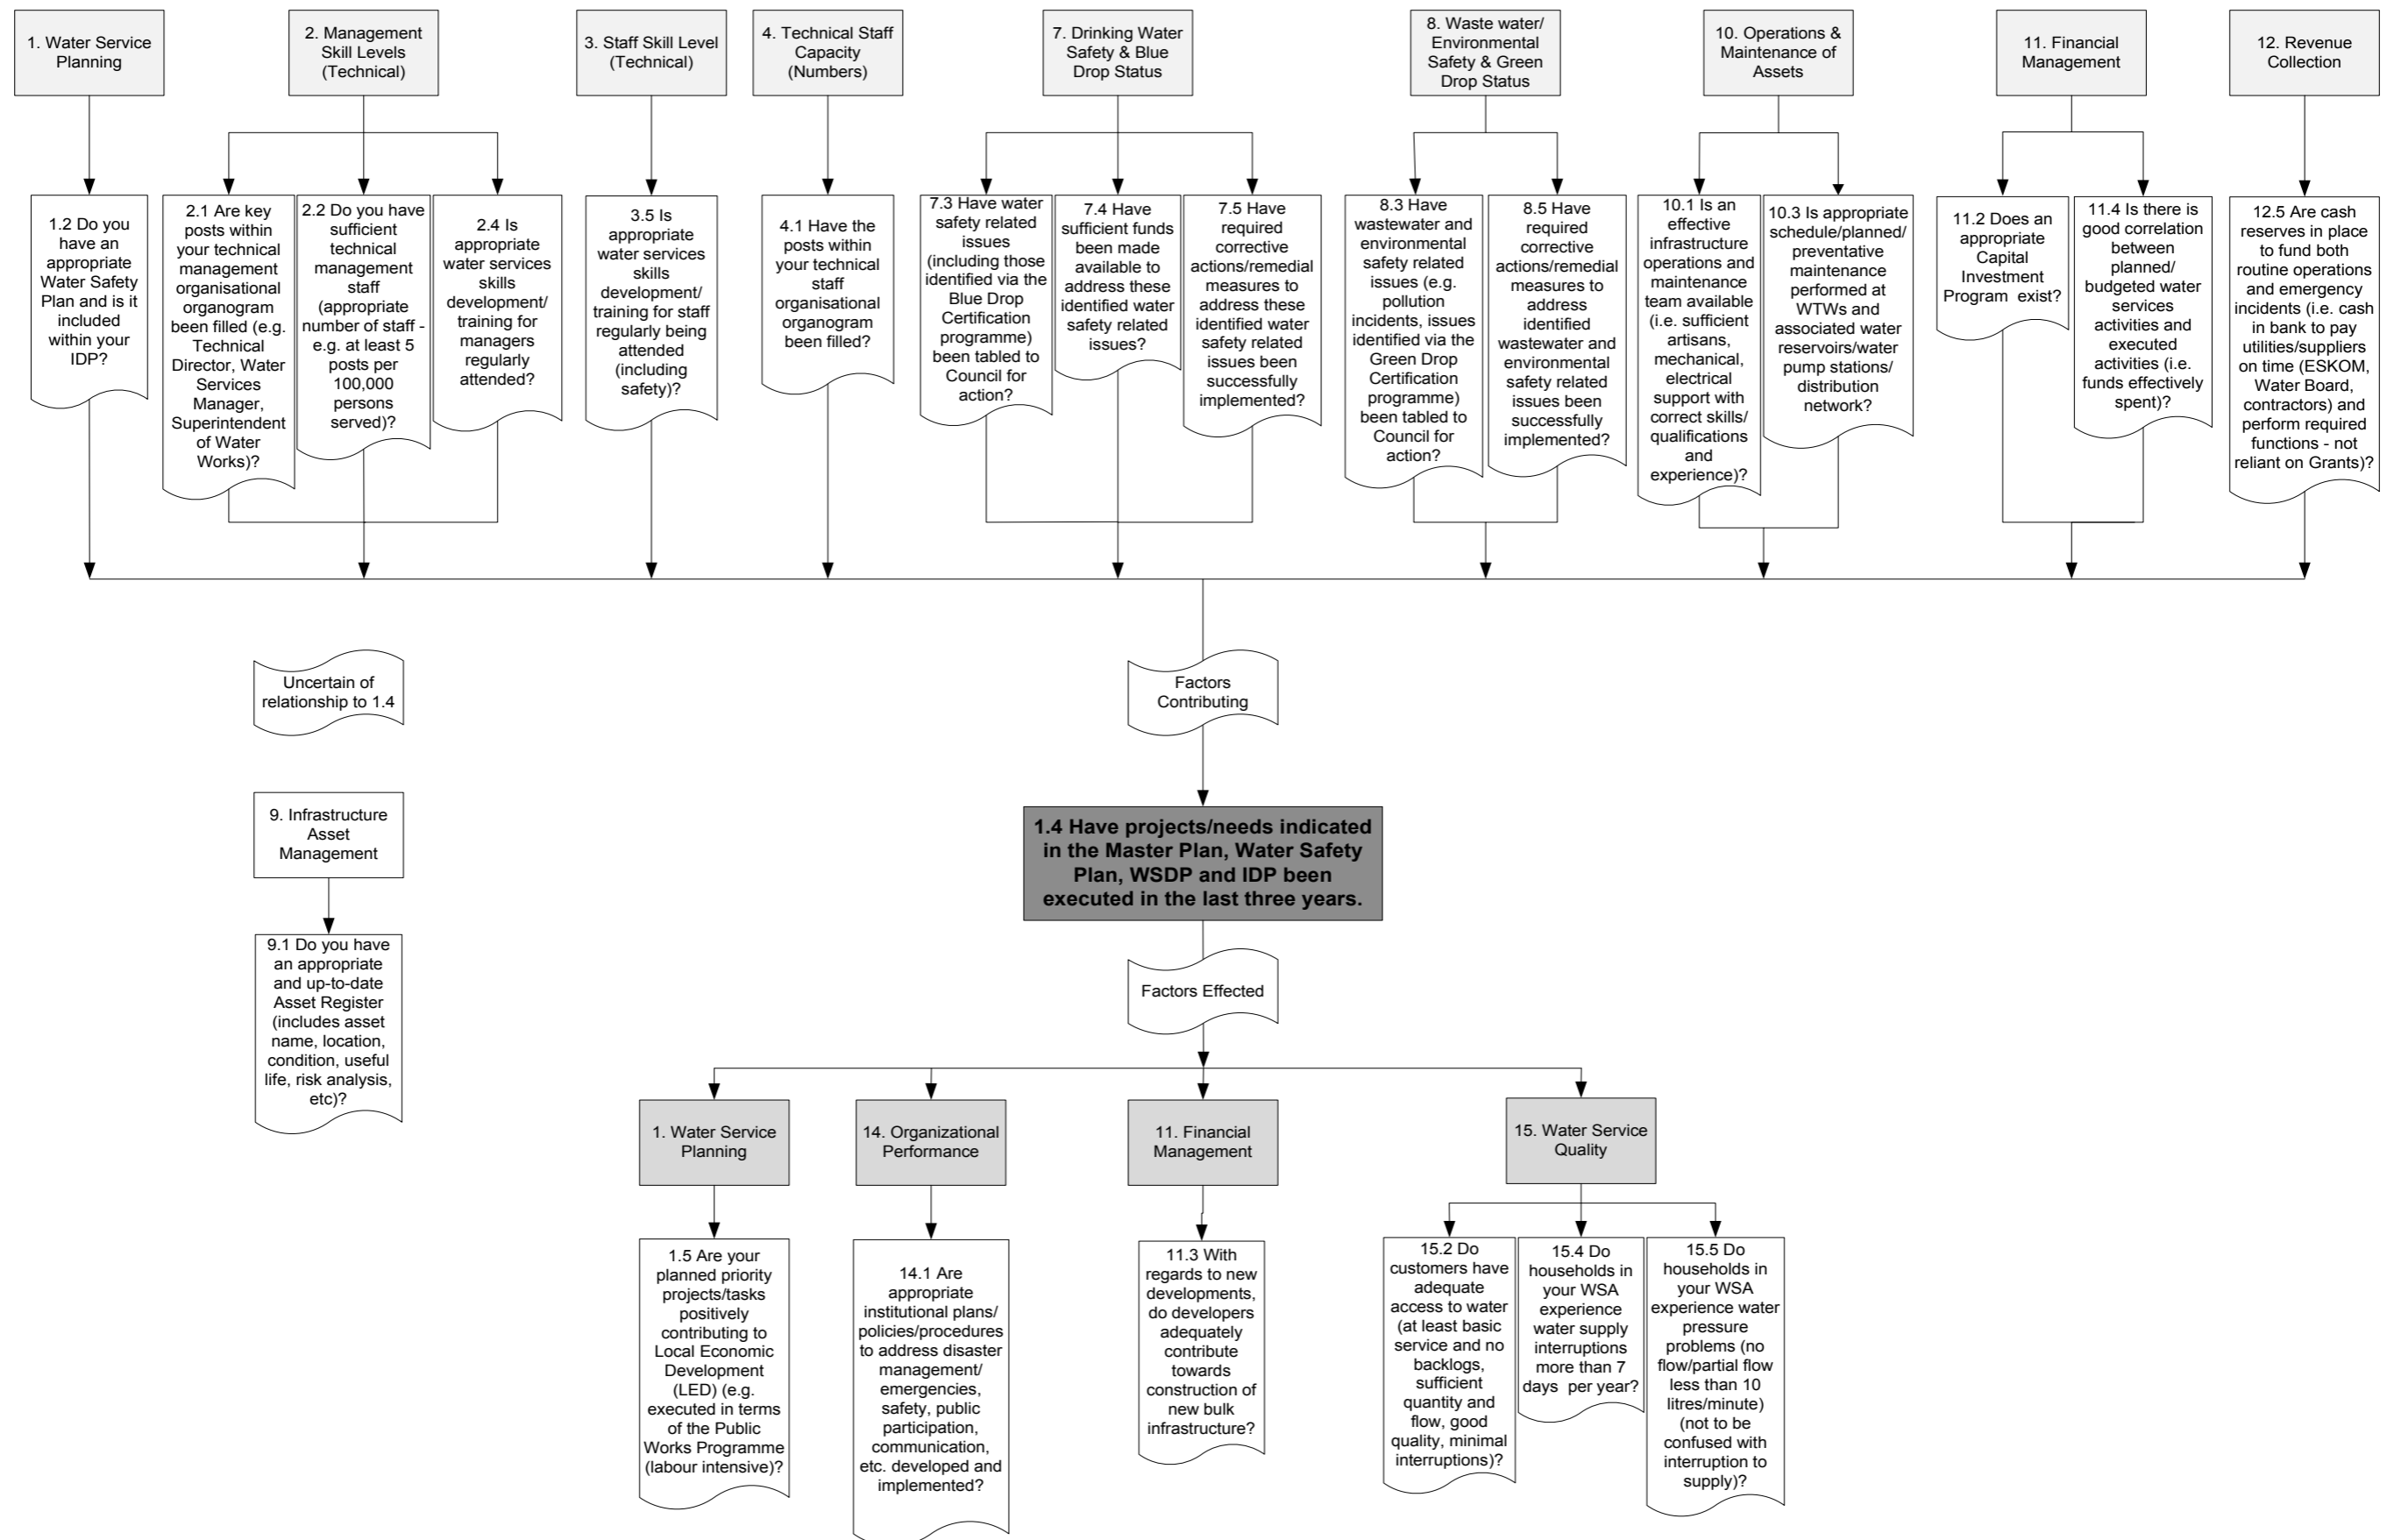 1. Water Service
Planning
2. Management
Skill Levels
(Technical)
3. Staff Skill Level
(Technical)
4. Technical Staff
Capacity
(Numbers)
7. Drinking Water
Safety & Blue
Drop Status
8. Waste water/
Environmental
Safety & Green
Drop Status
10. Operations &
Maintenance of
Assets
11. Financial
Management
12. Revenue
Collection
1.2 Do you
have an
appropriate
Water Safety
Plan and is it
included
within your
IDP?
2.1 Are key
posts within
your technical
management
organisational
organogram
been filled (e.g.
Technical
Director, Water
Services
Manager,
Superintendent
of Water
Works)?
2.2 Do you have
sufficient
technical
management
staff
(appropriate
number of staff -
e.g. at least 5
posts per
100,000
persons
served)?
2.4 Is
appropriate
water services
skills
development/
training for
managers
regularly
attended?
3.5 Is
appropriate
water services
skills
development/
training for staff
regularly being
attended
(including
safety)?
4.1 Have the
posts within
your technical
staff
organisational
organogram
been filled?
7.3 Have water
safety related
issues
(including those
identified via the
Blue Drop
Certification
programme)
been tabled to
Council for
action?
7.4 Have
sufficient funds
been made
available to
address these
identified water
safety related
issues?
7.5 Have
required
corrective
actions/remedial
measures to
address these
identified water
safety related
issues been
successfully
implemented?
8.3 Have
wastewater and
environmental
safety related
issues (e.g.
pollution
incidents, issues
identified via the
Green Drop
Certification
programme)
been tabled to
Council for
action?
8.5 Have
required
corrective
actions/remedial
measures to
address
identified
wastewater and
environmental
safety related
issues been
successfully
implemented?
10.1 Is an
effective
infrastructure
operations and
maintenance
team available
(i.e. sufficient
artisans,
mechanical,
electrical
support with
correct skills/
qualifications
and
experience)?
10.3 Is appropriate
schedule/planned/
preventative
maintenance
performed at
WTWs and
associated water
reservoirs/water
pump stations/
distribution
network?
11.2 Does an
appropriate
Capital
Investment
Program  exist?
11.4 Is there is
good correlation
between
planned/
budgeted water
services
activities and
executed
activities (i.e.
funds effectively
spent)?
12.5 Are cash
reserves in place
to fund both
routine operations
and emergency
incidents (i.e. cash
in bank to pay
utilities/suppliers
on time (ESKOM,
Water Board,
contractors) and
perform required
functions - not
reliant on Grants)?
Uncertain of
relationship to 1.4
Factors
Contributing
9. Infrastructure
Asset
Management
1.4 Have projects/needs indicated
in the Master Plan, Water Safety
Plan, WSDP and IDP been
executed in the last three years.
9.1 Do you have
an appropriate
and up-to-date
Asset Register
(includes asset
name, location,
condition, useful
life, risk analysis,
etc)?
Factors Effected
1. Water Service
Planning
14. Organizational
Performance
11. Financial
Management
15. Water Service
Quality
1.5 Are your
planned priority
projects/tasks
positively
contributing to
Local Economic
Development
(LED) (e.g.
executed in terms
of the Public
Works Programme
(labour intensive)?
14.1 Are
appropriate
institutional plans/
policies/procedures
to address disaster
management/
emergencies,
safety, public
participation,
communication,
etc. developed and
implemented?
11.3 With
regards to new
developments,
do developers
adequately
contribute
towards
construction of
new bulk
infrastructure?
15.2 Do
customers have
adequate
access to water
(at least basic
service and no
backlogs,
sufficient
quantity and
flow, good
quality, minimal
interruptions)?
15.4 Do
households in
your WSA
experience
water supply
interruptions
more than 7
days  per year?
15.5 Do
households in
your WSA
experience water
pressure
problems (no
flow/partial flow
less than 10
litres/minute)
(not to be
confused with
interruption to
supply)?